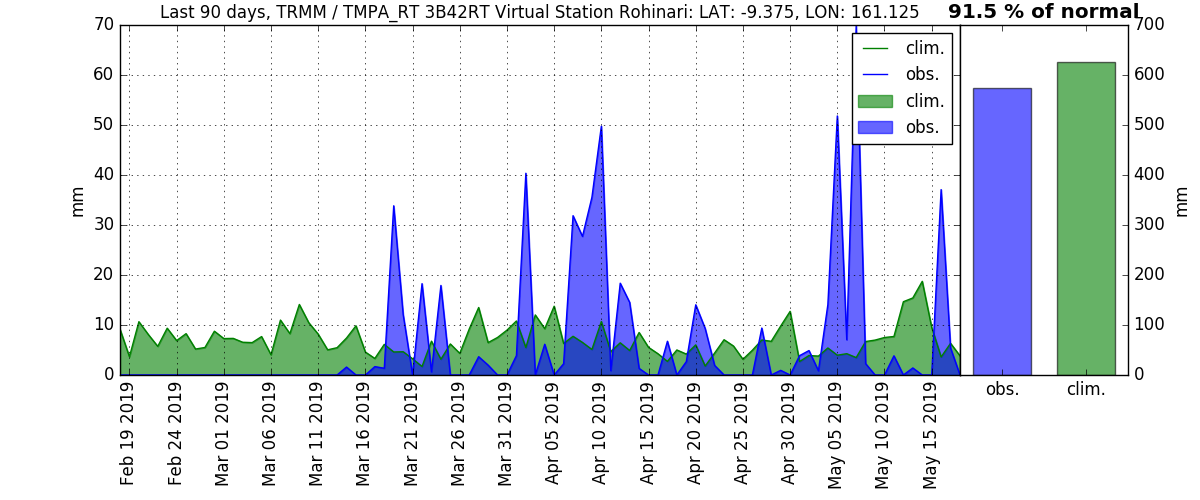 Last 90 days, TRMM / TMPA_RT 3B42RT Virtual Station Rohinari: LAT: -9.375, LON: 161.125
91.5 % of normal
70
60
50
40
30
20
10
0
mm
clim.
obs.
clim.
obs.
700
600
500
400
300
200
100
0
mm
Feb 19 2019
Feb 24 2019
Mar 01 2019
Mar 06 2019
Mar 11 2019
Mar 16 2019
Mar 21 2019
Mar 26 2019
Mar 31 2019
Apr 05 2019
Apr 10 2019
Apr 15 2019
Apr 20 2019
Apr 25 2019
Apr 30 2019
May 05 2019
May 10 2019
May 15 2019
obs.
clim.